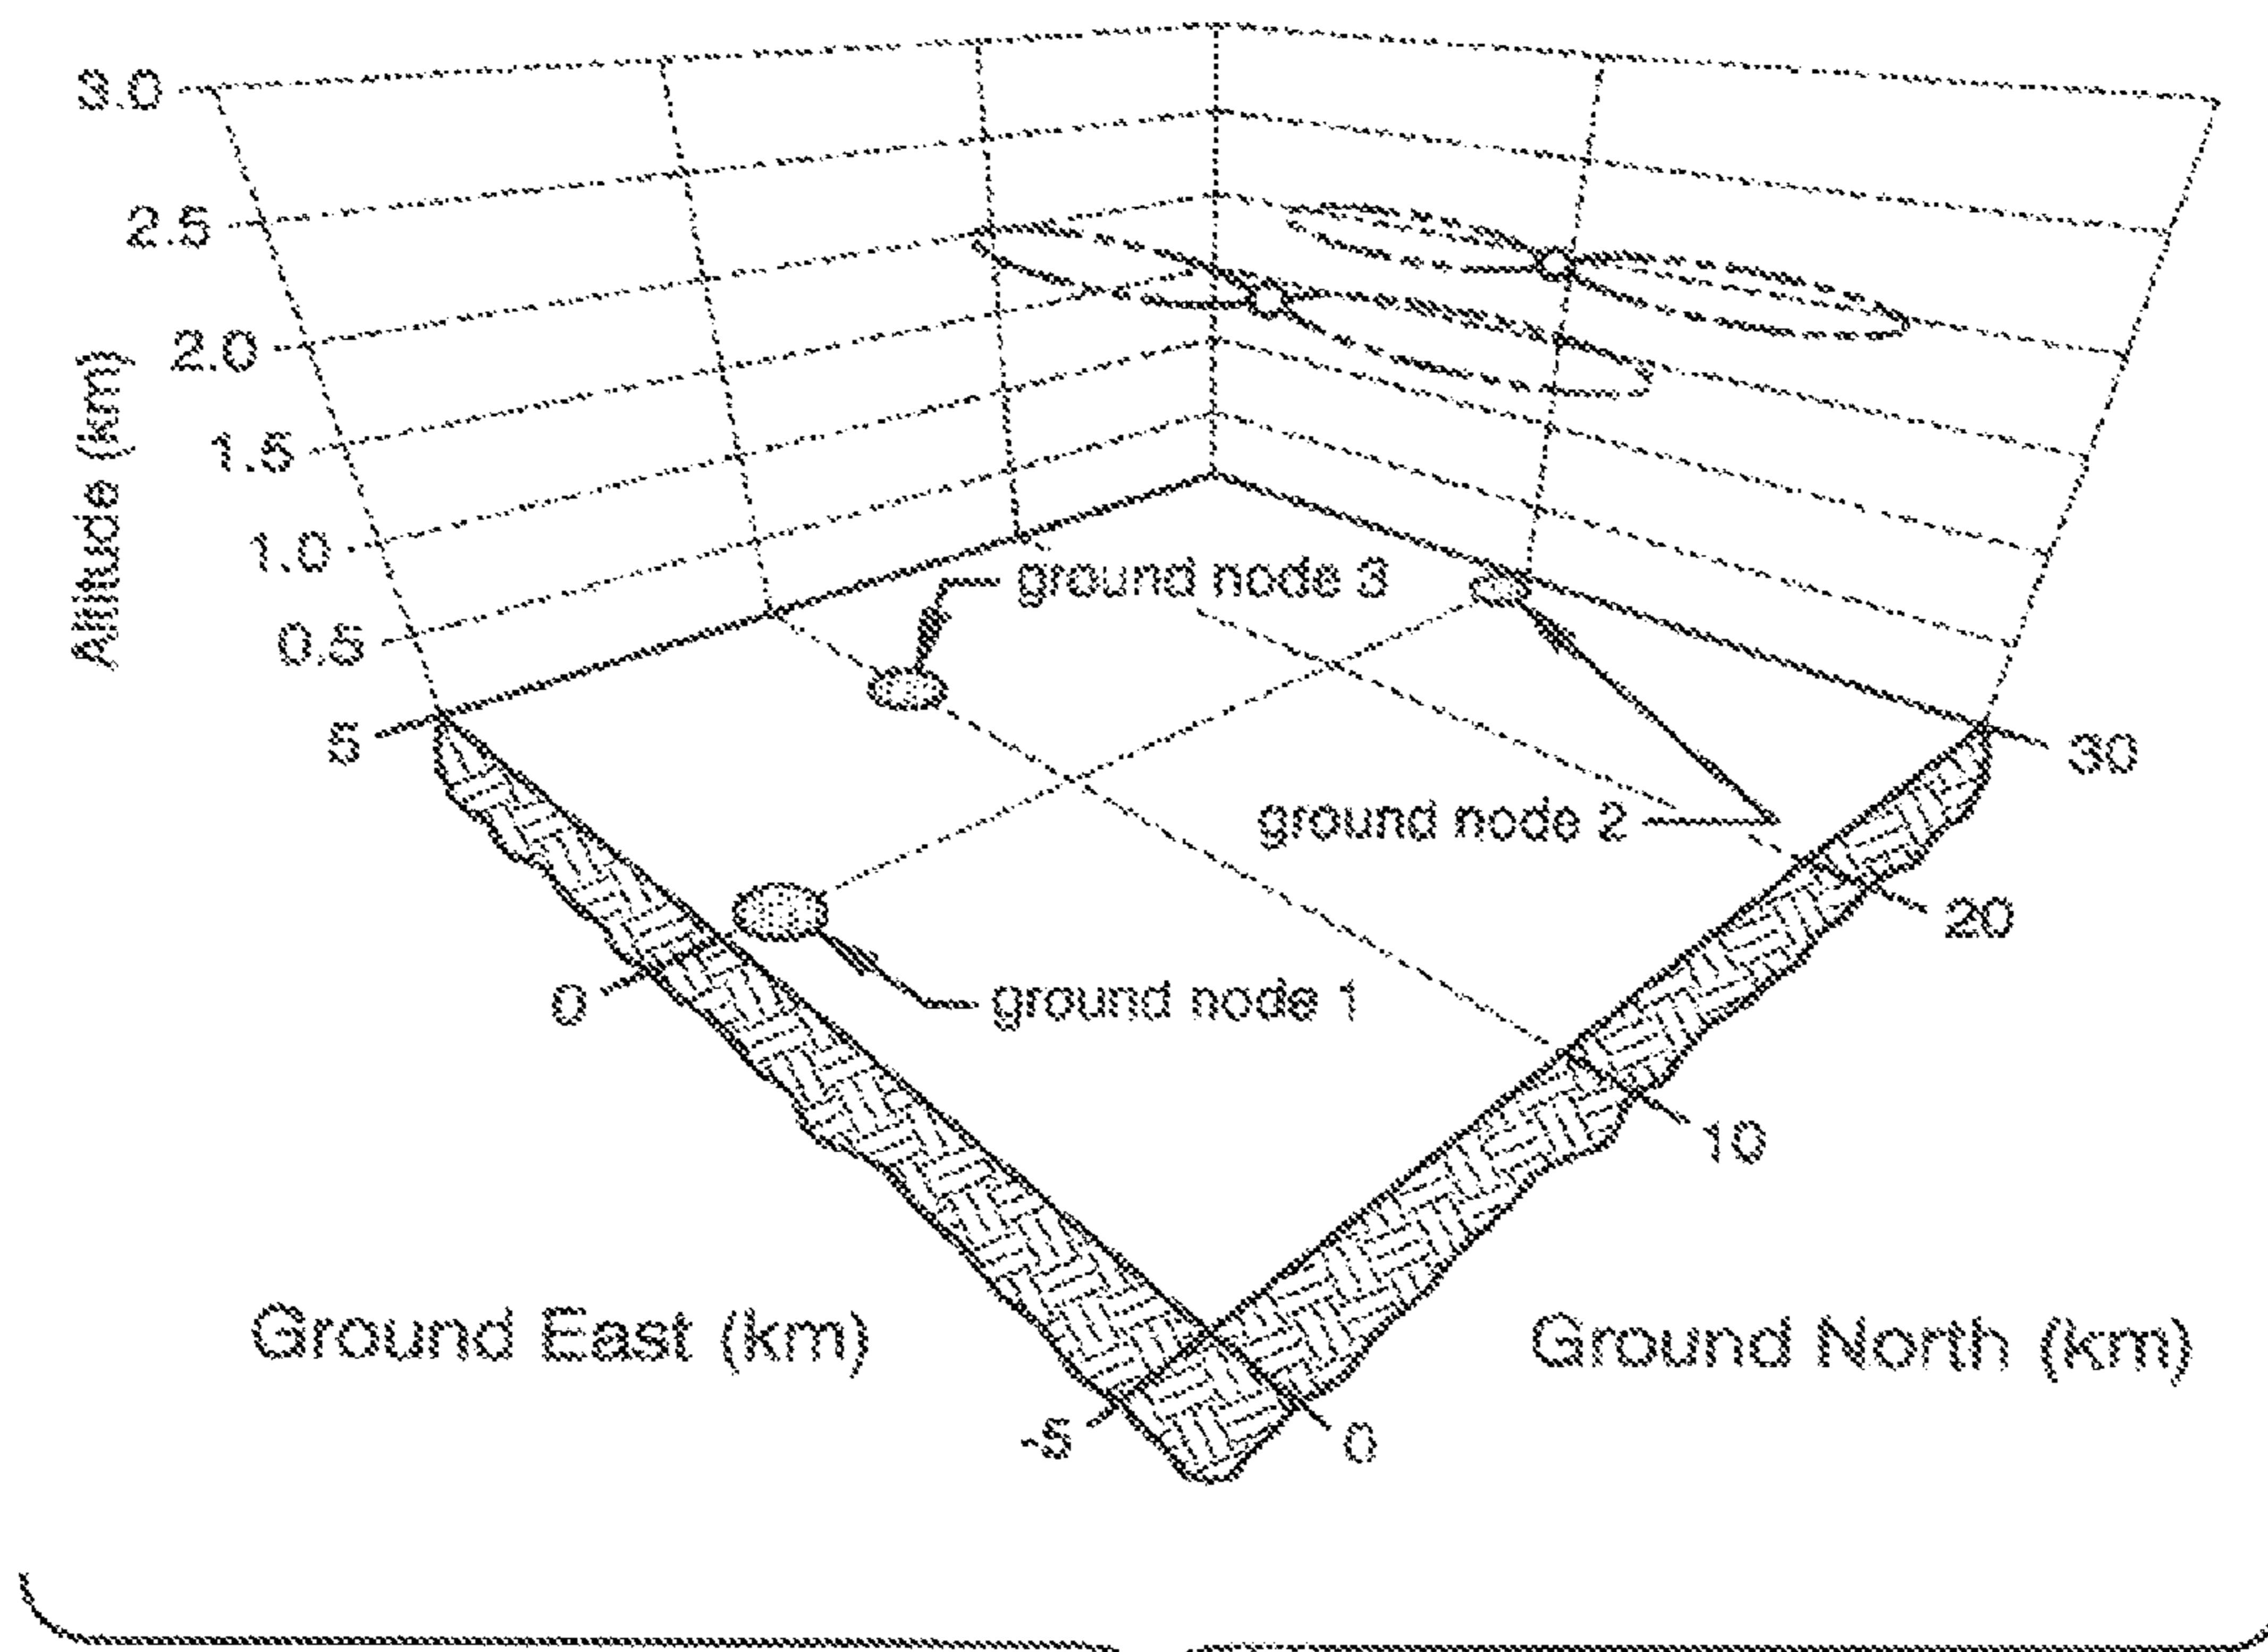 3.0
2.5
2.0
1.5
1.0
0.5
Altitude (km)
ground node 3
5
30
ground node 2
20
0
ground node 1
10
Ground East (km)
Ground North (km)
-5
0